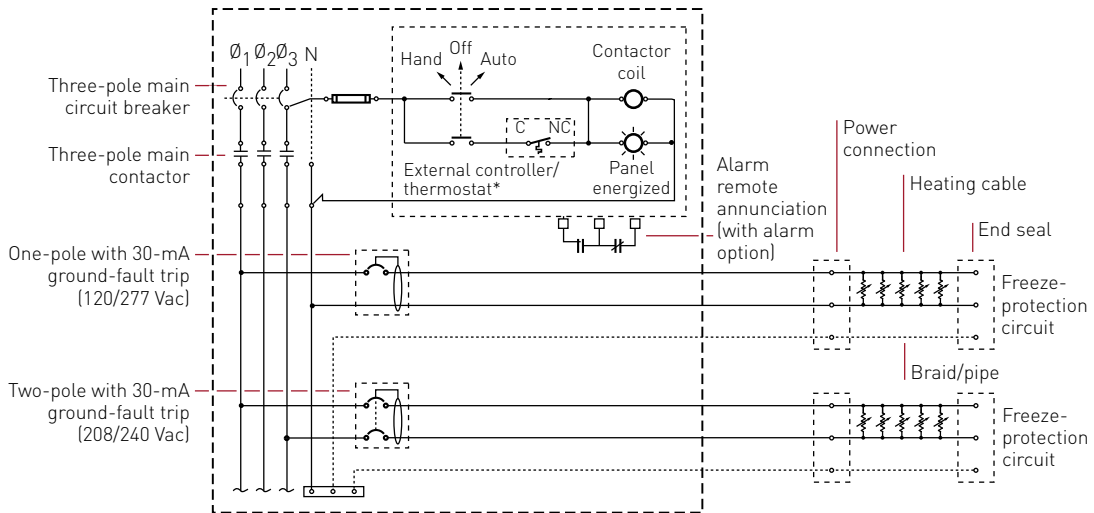 Ø1 Ø2 Ø3 N
Three-pole main
circuit breaker
Three-pole main
contactor
Hand
Off
Auto
Contactor
coil
C NC
External controller/
thermostat*
Panel
energized
Alarm
remote
annunciation
(with alarm
option)
Power
connection
Heating cable
End seal
One-pole with 30-mA
ground-fault trip
(120/277 Vac)
Freeze-
protection
circuit
Braid/pipe
Two-pole with 30-mA
ground-fault trip
(208/240 Vac)
Freeze-
protection
circuit